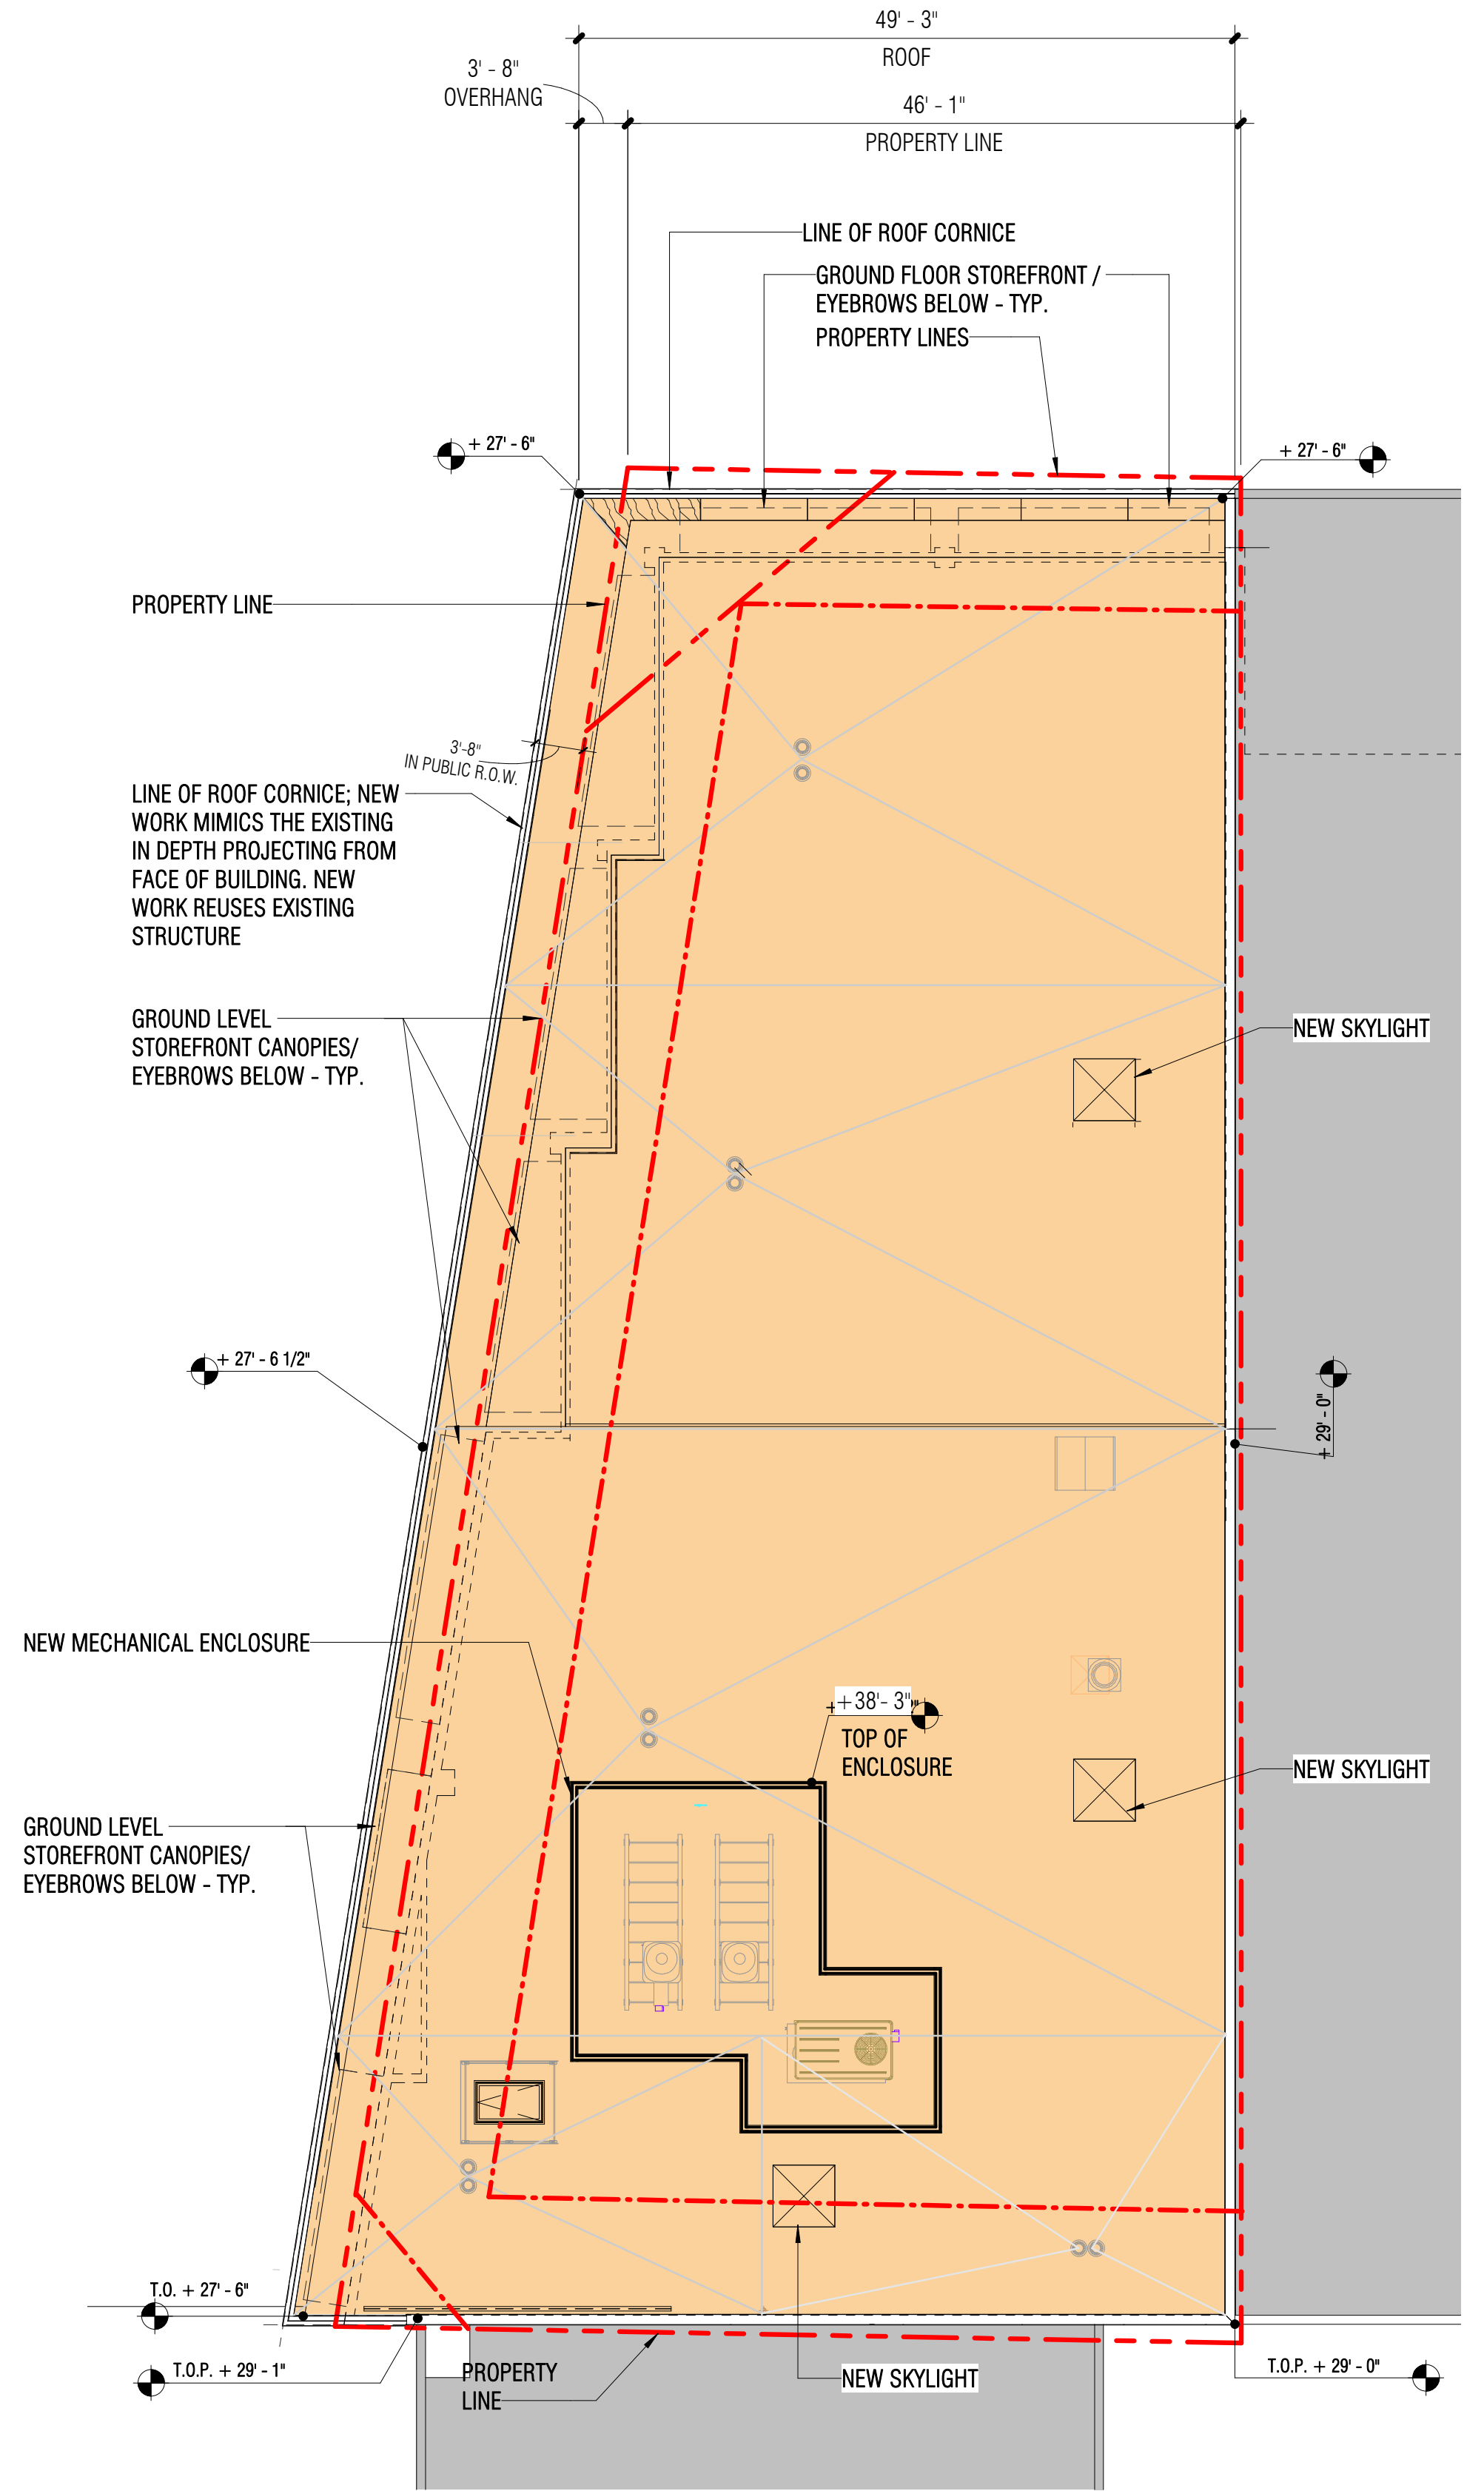 49' - 3"
ROOF
3' - 8"
OVERHANG
46' - 1"
PROPERTY LINE
LINE OF ROOF CORNICE
GROUND FLOOR STOREFRONT /
EYEBROWS BELOW - TYP.
PROPERTY LINES
+ 27' - 6"
+ 27' - 6"
PROPERTY LINE
3'-8"
IN PUBLIC R.O.W.
LINE OF ROOF CORNICE; NEW
WORK MIMICS THE EXISTING
IN DEPTH PROJECTING FROM
FACE OF BUILDING. NEW
WORK REUSES EXISTING
STRUCTURE
GROUND LEVEL
STOREFRONT CANOPIES/
EYEBROWS BELOW - TYP.
NEW SKYLIGHT
+ 27' - 6 1/2"
+ 29' - 0"
NEW MECHANICAL ENCLOSURE
+38'- 3"
TOP OF
ENCLOSURE
NEW SKYLIGHT
GROUND LEVEL
STOREFRONT CANOPIES/
EYEBROWS BELOW - TYP.
T.O. + 27' - 6"
T.O.P. + 29' - 1"
PROPERTY
LINE
NEW SKYLIGHT
T.O.P. + 29' - 0"